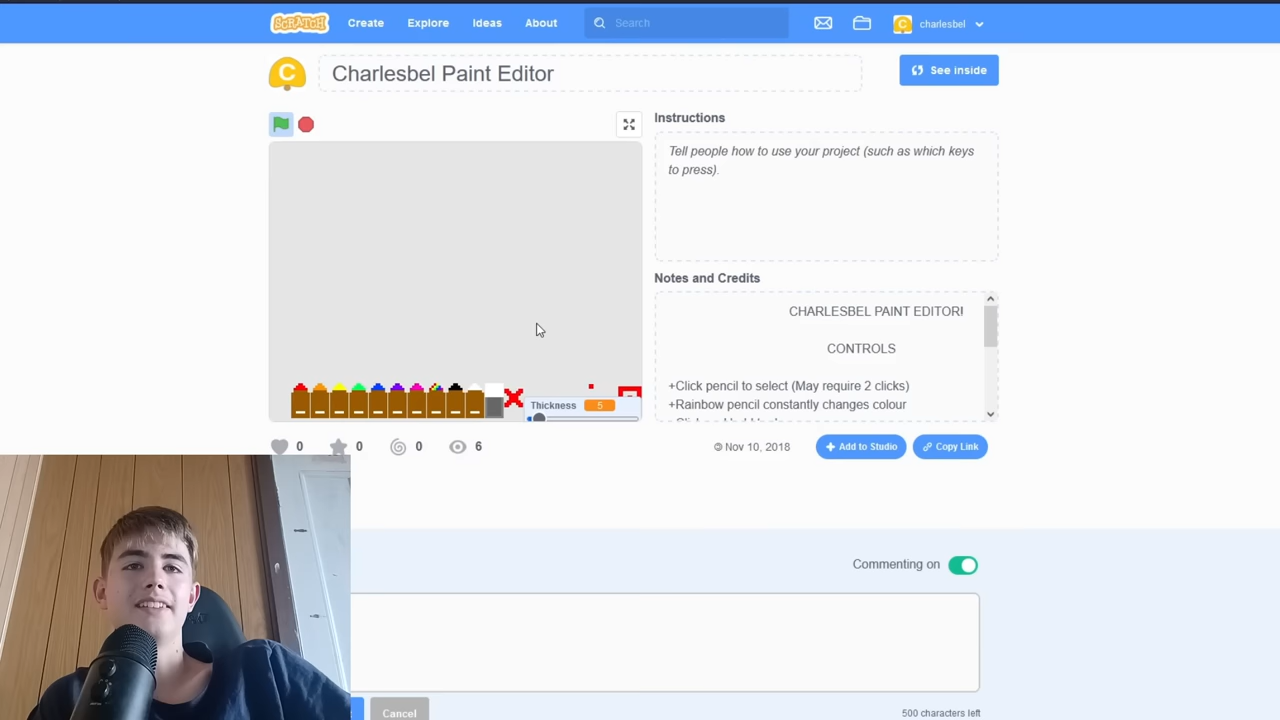 SCRATCH
Create
Explore
Ideas
About
Search
charlesbel
C
Charlesbel Paint Editor
See inside
Instructions
Tell people how to use your project (such as which keys
to press).
Notes and Credits
CHARLESBEL PAINT EDITOR!
CONTROLS
+Click pencil to select (May require 2 clicks)
+Rainbow pencil constantly changes colour
Thickness 5
0
0
0
6
© Nov 10, 2018
Add to Studio
Copy Link
Commenting on
Cancel
500 characters left